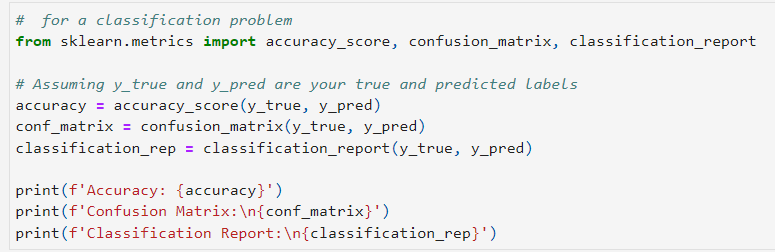 #  for a classification problem
from sklearn.metrics import accuracy_score, confusion_matrix, classification_report
# Assuming y_true and y_pred are your true and predicted labels
accuracy = accuracy_score(y_true, y_pred)
conf_matrix = confusion_matrix(y_true, y_pred)
classification_rep = classification_report(y_true, y_pred)
print(f'Accuracy: {accuracy}')
print(f'Confusion Matrix:\n{conf_matrix}')
print(f'Classification Report:\n{classification_rep}')